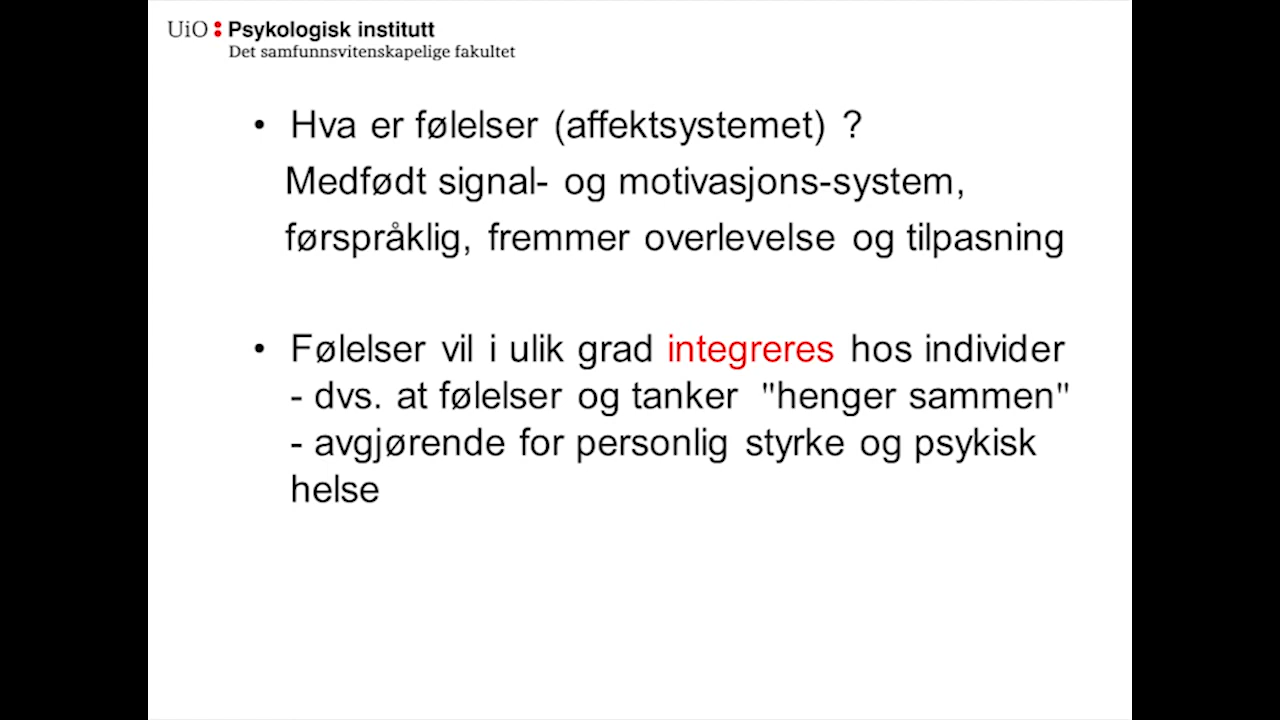 UiO : Psykologisk institutt
Det samfunnsvitenskapelige fakultet
• Hva er følelser (affektsystemet) ?
Medfødt signal- og motivasjons-system,
førspråklig, fremmer overlevelse og tilpasning
• Følelser vil i ulik grad integreres hos individer
- dvs. at følelser og tanker "henger sammen"
- avgjørende for personlig styrke og psykisk
helse